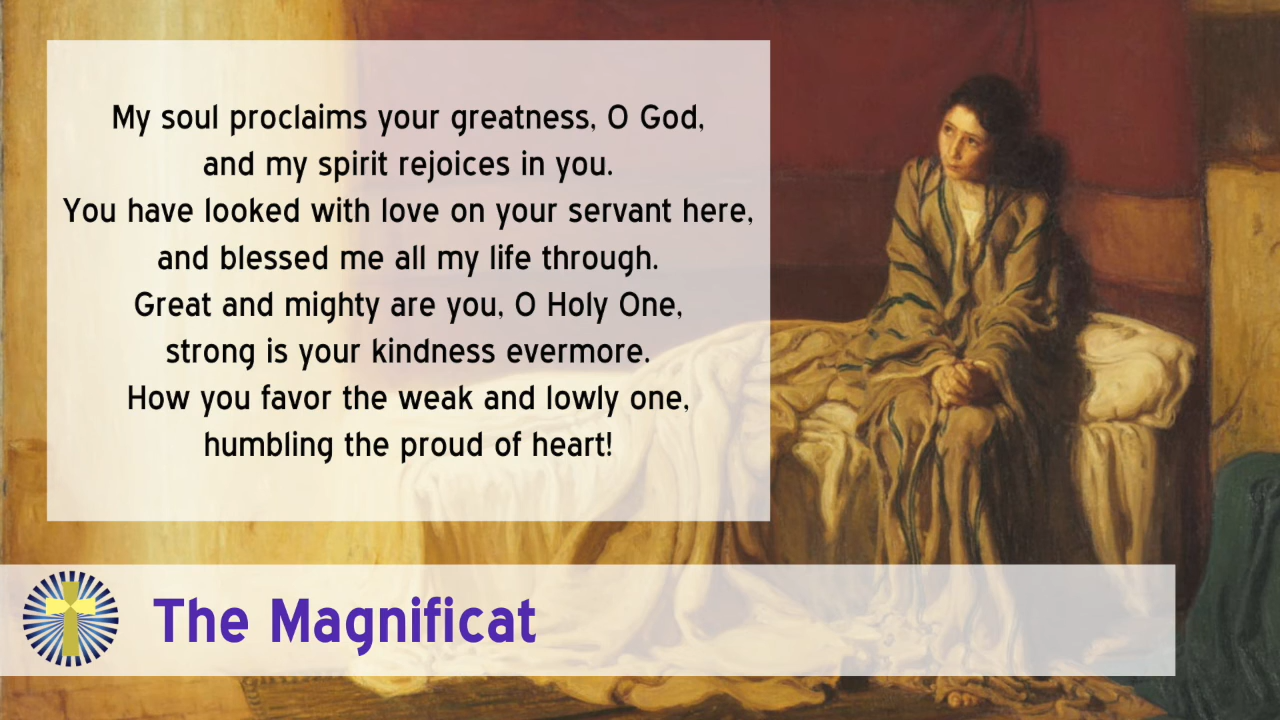 My soul proclaims your greatness, O God,
and my spirit rejoices in you.
You have looked with love on your servant here,
and blessed me all my life through.
Great and mighty are you, O Holy One,
strong is your kindness evermore.
How you favor the weak and lowly one,
humbling the proud of heart!
The Magnificat